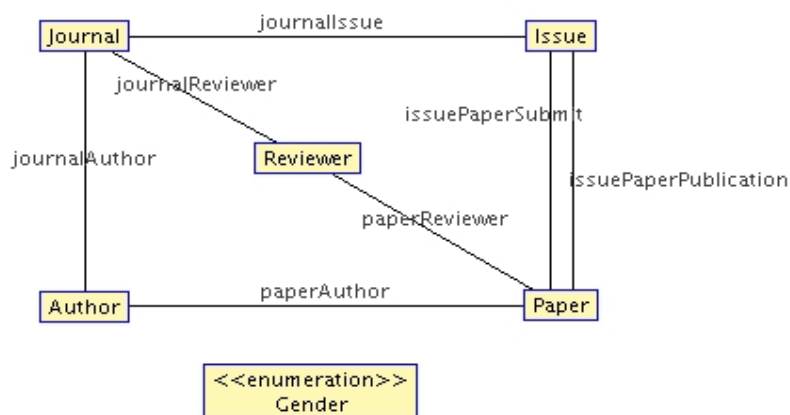 journalIssue
Journal
Issue
journalReviewer
issuePaperSubmit
journalAuthor
Reviewer
issuePaperPublication
paperReviewer
paperAuthor
Author
Paper
<<enumeration>>
Gender